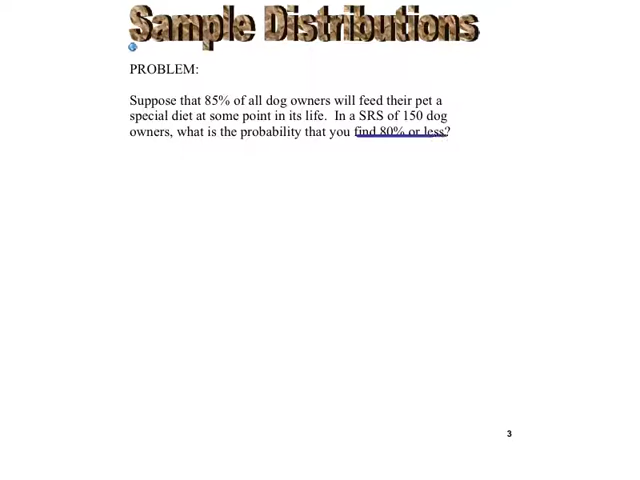 Sample Distributions
PROBLEM:
Suppose that 85% of all dog owners will feed their pet a
special diet at some point in its life. In a SRS of 150 dog
owners, what is the probability that you find 80% or less?
3